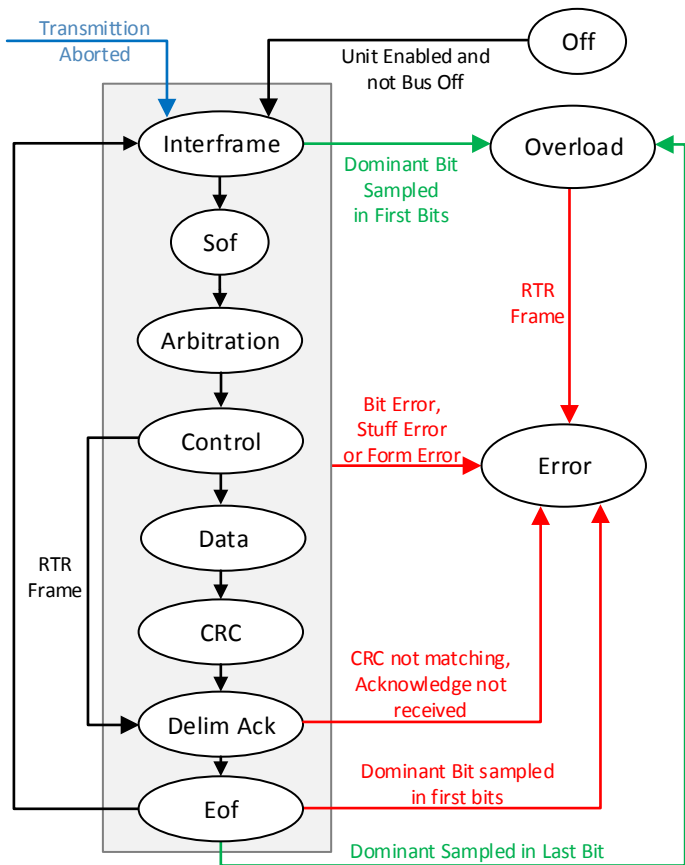 Transmittion
Aborted
Off
Unit Enabled and
not Bus Off
Interframe
Overload
Dominant Bit
Sampled
in First Bits
Sof
RTR
Frame
Arbitration
Bit Error,
Stuff Error
or Form Error
Control
Error
Data
RTR
Frame
CRC
CRC not matching,
Acknowledge not
received
Delim Ack
Dominant Bit sampled
in first bits
Eof
Dominant Sampled in Last Bit